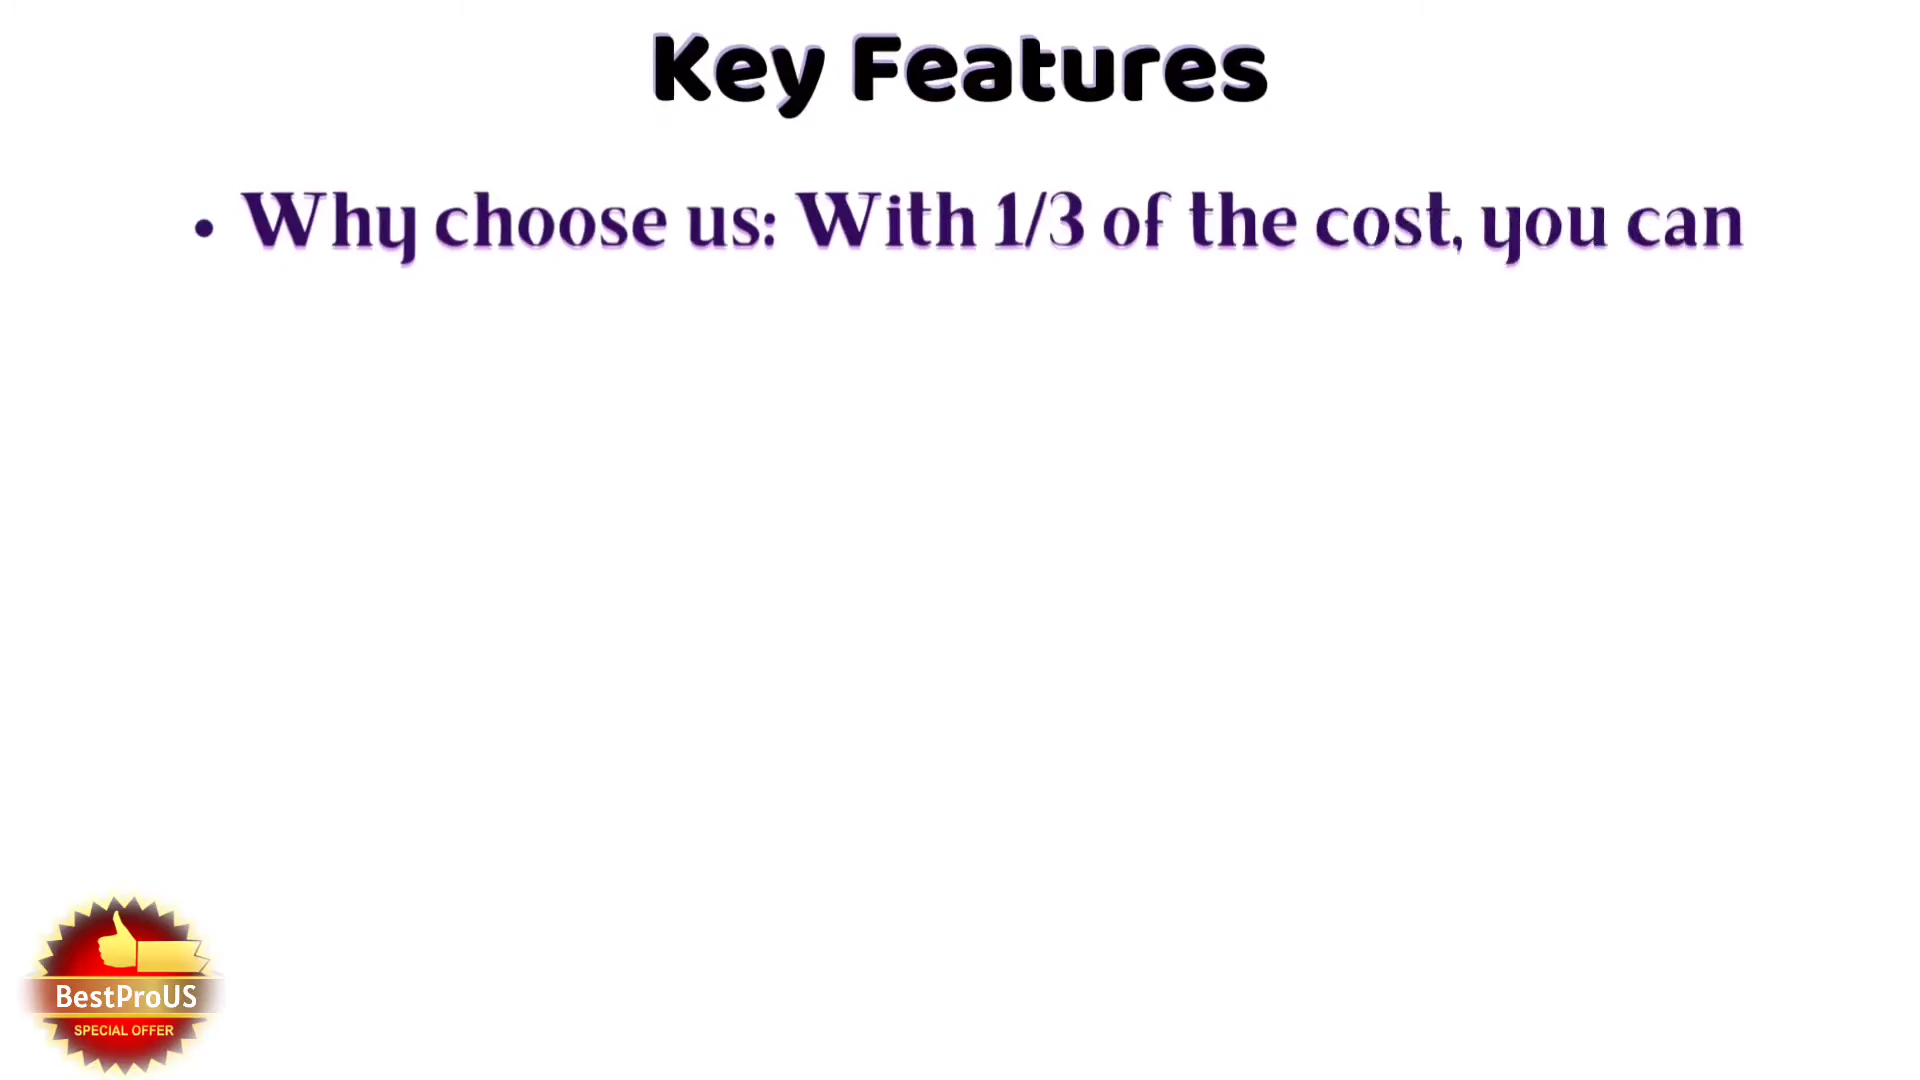 Key Features
• Why choose us: With 1/3 of the cost, you can
BestProUS
SPECIAL OFFER